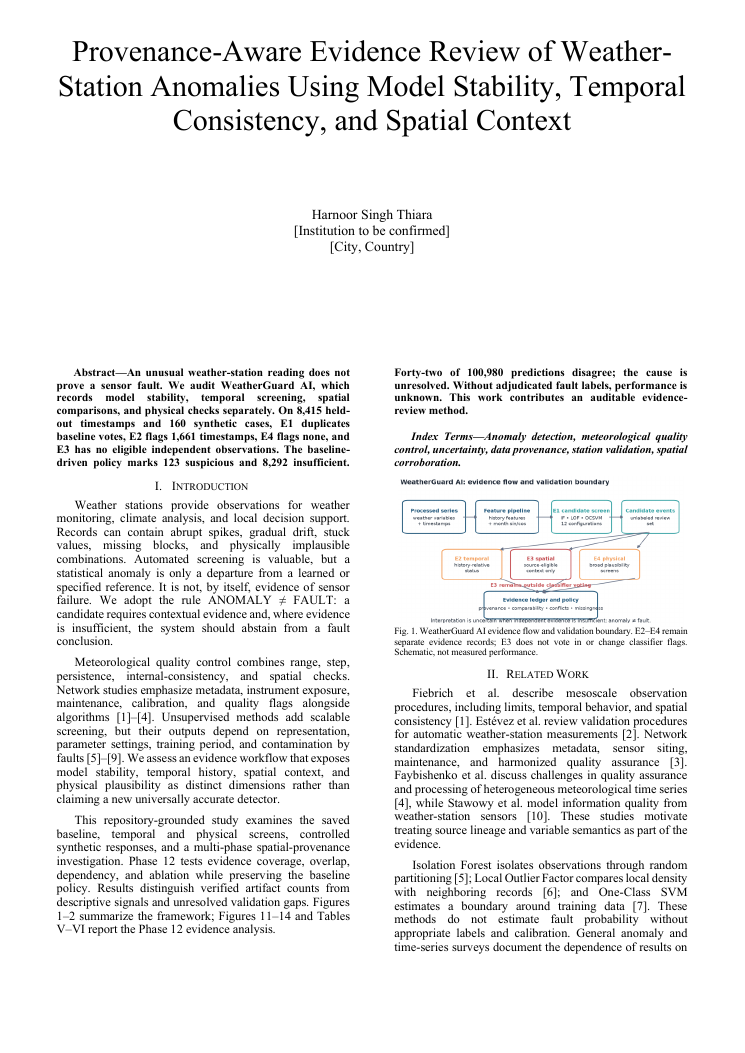 Provenance-Aware Evidence Review of Weather-
Station Anomalies Using Model Stability, Temporal
Consistency, and Spatial Context
Harnoor Singh Thiara
[Institution to be confirmed]
[City, Country]
Abstract—An unusual weather-station reading does not
prove a sensor fault. We audit WeatherGuard AI, which
records model stability, temporal screening, spatial
comparisons, and physical checks separately. On 8,415 held-
out timestamps and 160 synthetic cases, E1 duplicates
baseline votes, E2 flags 1,661 timestamps, E4 flags none, and
E3 has no eligible independent observations. The baseline-
driven policy marks 123 suspicious and 8,292 insufficient.
I. INTRODUCTION
Weather stations provide observations for weather
monitoring, climate analysis, and local decision support.
Records can contain abrupt spikes, gradual drift, stuck
values, missing blocks, and physically implausible
combinations. Automated screening is valuable, but a
statistical anomaly is only a departure from a learned or
specified reference. It is not, by itself, evidence of sensor
failure. We adopt the rule ANOMALY ≠ FAULT: a
candidate requires contextual evidence and, where evidence
is insufficient, the system should abstain from a fault
conclusion.
Meteorological quality control combines range, step,
persistence, internal-consistency, and spatial checks.
Network studies emphasize metadata, instrument exposure,
maintenance, calibration, and quality flags alongside
algorithms [1]–[4]. Unsupervised methods add scalable
screening, but their outputs depend on representation,
parameter settings, training period, and contamination by
faults [5]–[9]. We assess an evidence workflow that exposes
model stability, temporal history, spatial context, and
physical plausibility as distinct dimensions rather than
claiming a new universally accurate detector.
This repository-grounded study examines the saved
baseline, temporal and physical screens, controlled
synthetic responses, and a multi-phase spatial-provenance
investigation. Phase 12 tests evidence coverage, overlap,
dependency, and ablation while preserving the baseline
policy. Results distinguish verified artifact counts from
descriptive signals and unresolved validation gaps. Figures
1–2 summarize the framework; Figures 11–14 and Tables
V–VI report the Phase 12 evidence analysis.
Forty-two of 100,980 predictions disagree; the cause is
unresolved. Without adjudicated fault labels, performance is
unknown. This work contributes an auditable evidence-
review method.
Index Terms—Anomaly detection, meteorological quality
control, uncertainty, data provenance, station validation, spatial
corroboration.
WeatherGuard AI: evidence flow and validation boundary
Processed series
weather variables
+ timestamps
Feature pipeline
history features
+ month sin/cos
E1 candidate screen
IF • LOF • OCSVM
12 configurations
Candidate events
unlabeled review
set
E2 temporal
history-relative
status
E3 spatial
source eligible
context only
E4 physical
broad plausibility
screens
E3 remains outside classifier voting
Evidence ledger and policy
provenance • comparability • conflicts • missingness
Interpretation is uncertain when independent evidence is insufficient; anomaly ≠ fault.
Fig. 1. WeatherGuard AI evidence flow and validation boundary. E2–E4 remain
separate evidence records; E3 does not vote in or change classifier flags.
Schematic, not measured performance.
II. RELATED WORK
Fiebrich et al. describe mesoscale observation
procedures, including limits, temporal behavior, and spatial
consistency [1]. Estévez et al. review validation procedures
for automatic weather-station measurements [2]. Network
standardization emphasizes metadata, sensor siting,
maintenance, and harmonized quality assurance [3].
Faybishenko et al. discuss challenges in quality assurance
and processing of heterogeneous meteorological time series
[4], while Stawowy et al. model information quality from
weather-station sensors [10]. These studies motivate
treating source lineage and variable semantics as part of the
evidence.
Isolation Forest isolates observations through random
partitioning [5]; Local Outlier Factor compares local density
with neighboring records [6]; and One-Class SVM
estimates a boundary around training data [7]. These
methods do not estimate fault probability without
appropriate labels and calibration. General anomaly and
time-series surveys document the dependence of results on